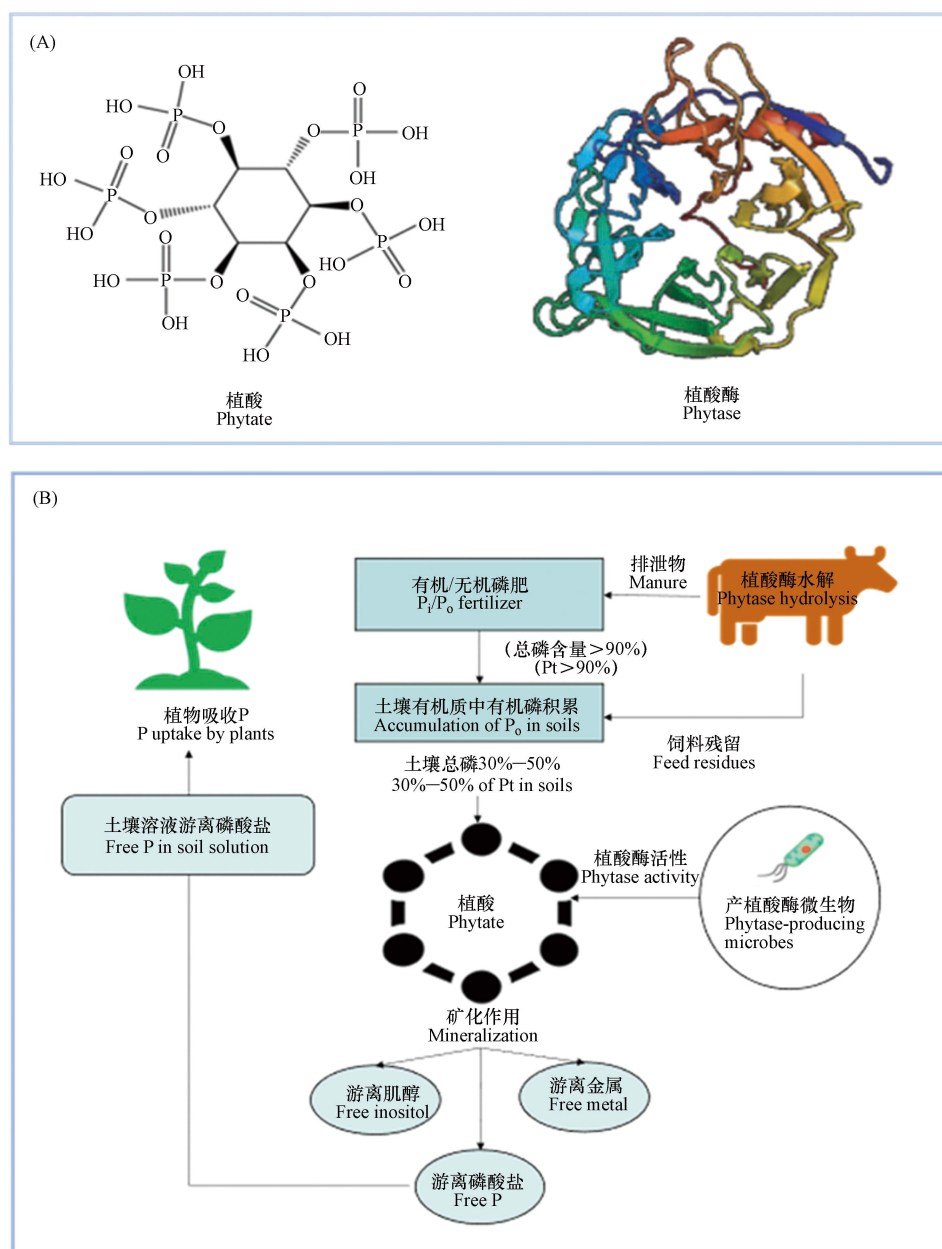 (A)
OH
HO
P
O
O
O
P
OH
OH
O
O
HO
P
O
HO
O
P
OH
HO
O
O
HO
P
O
OH
O
O
P
HO
OH
植酸
Phytate
植酸酶
Phytase
(B)
有机/无机磷肥
Pi/Po fertilizer
排泄物
Manure
植酸酶水解
Phytase hydrolysis
(总磷含量>90%)
(Pt>90%)
土壤有机质中有机磷积累
Accumulation of Po in soils
饲料残留
Feed residues
植物吸收P
P uptake by plants
土壤总磷30%—50%
30%—50% of Pt in soils
土壤溶液游离磷酸盐
Free P in soil solution
植酸
Phytate
植酸酶活性
Phytase activity
产植酸酶微生物
Phytase-producing
microbes
矿化作用
Mineralization
游离肌醇
Free inositol
游离金属
Free metal
游离磷酸盐
Free P